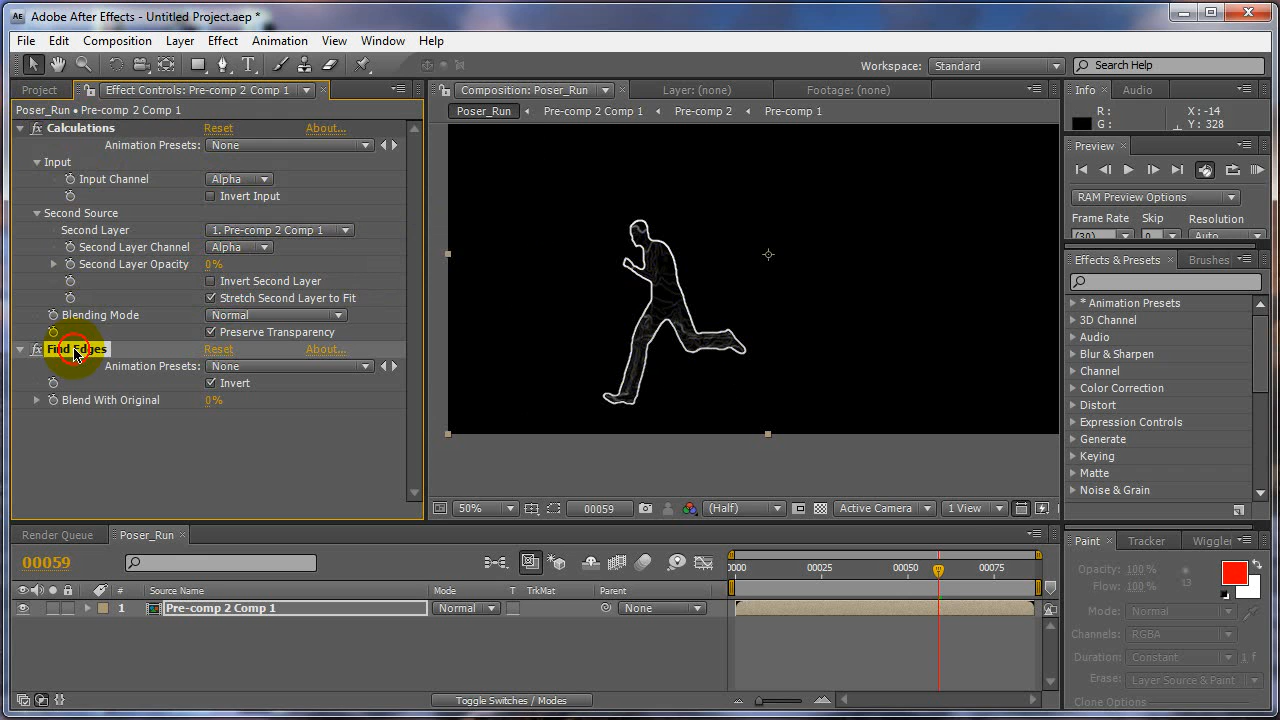 Adobe After Effects - Untitled Project.aep *
File Edit Composition Layer Effect Animation View Window Help
Workspace: Standard Search Help
Project Effect Controls: Pre-comp 2 Comp 1
Poser_Run • Pre-comp 2 Comp 1
fx Calculations Reset About...
Animation Presets: None
Input
Input Channel Alpha
Invert Input
Second Source
Second Layer 1. Pre-comp 2 Comp 1
Second Layer Channel Alpha
Second Layer Opacity 0%
Invert Second Layer
Stretch Second Layer to Fit
Blending Mode Normal
Preserve Transparency
fx Find Edges Reset About...
Animation Presets: None
Invert
Blend With Original 0%
Composition: Poser_Run Layer: (none) Footage: (none)
Poser_Run Pre-comp 2 Comp 1 Pre-comp 2 Pre-comp 1
50% 00059 (Half) Active Camera 1 View
Info Audio
R: X: -14
G: Y: 328
Preview
RAM Preview Options
Frame Rate Skip Resolution
(30) 0 Auto
Effects & Presets Brushes
* Animation Presets
3D Channel
Audio
Blur & Sharpen
Channel
Color Correction
Distort
Expression Controls
Generate
Keying
Matte
Noise & Grain
Render Queue Poser_Run
00059
0000 00025 00050 00075
# Source Name Mode T TrkMat Parent
1 Pre-comp 2 Comp 1 Normal None
Toggle Switches / Modes
Paint Tracker Wiggler
Opacity: 100 %
Flow: 100 % 13
Mode: Normal
Channels: RGBA
Duration: Constant 1 f
Erase: Layer Source & Paint
Clone Options